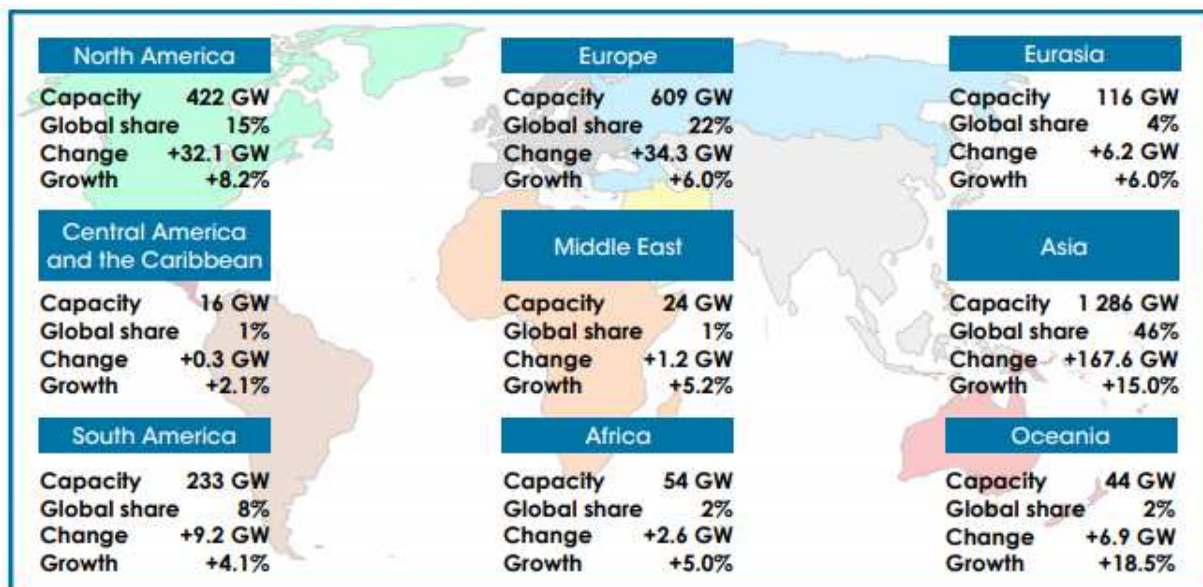 North America
Capacity 422 GW
Global share 15%
Change +32.1 GW
Growth +8.2%
Europe
Capacity 609 GW
Global share 22%
Change +34.3 GW
Growth +6.0%
Eurasia
Capacity 116 GW
Global share 4%
Change +6.2 GW
Growth +6.0%
Central America
and the Caribbean
Capacity 16 GW
Global share 1%
Change +0.3 GW
Growth +2.1%
Middle East
Capacity 24 GW
Global share 1%
Change +1.2 GW
Growth +5.2%
Asia
Capacity 1 286 GW
Global share 46%
Change +167.6 GW
Growth +15.0%
South America
Capacity 233 GW
Global share 8%
Change +9.2 GW
Growth +4.1%
Africa
Capacity 54 GW
Global share 2%
Change +2.6 GW
Growth +5.0%
Oceania
Capacity 44 GW
Global share 2%
Change +6.9 GW
Growth +18.5%